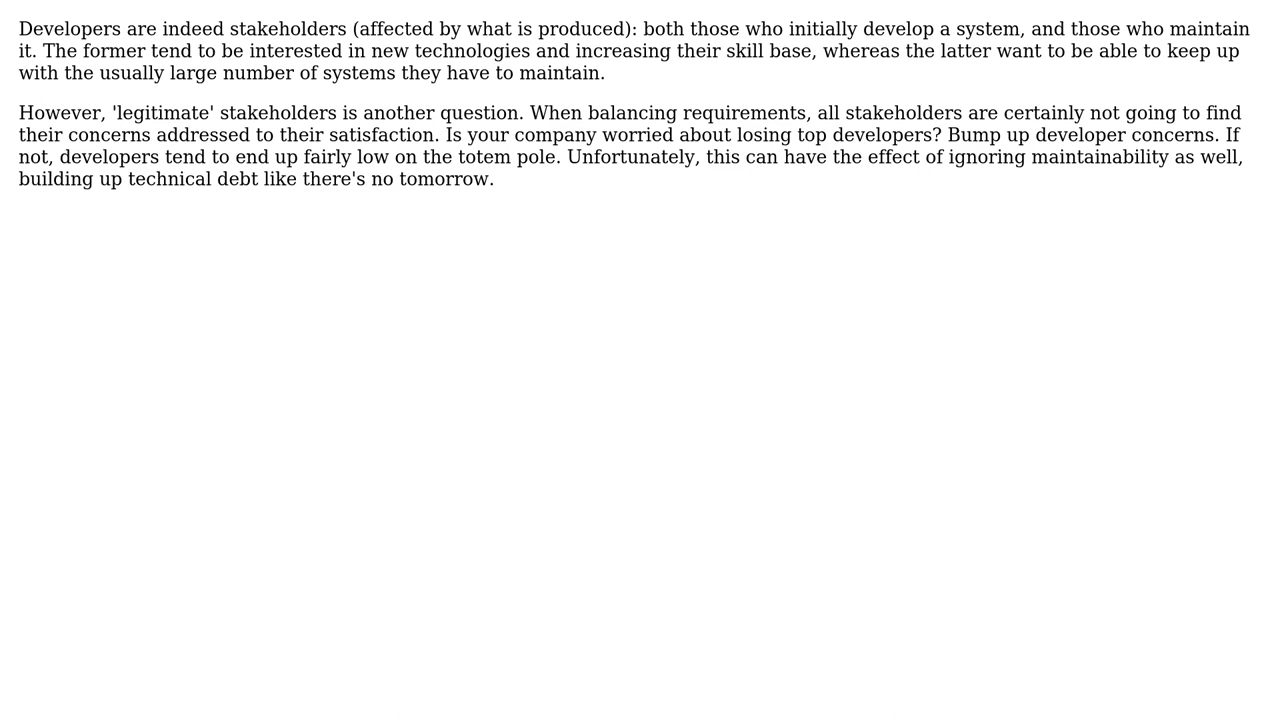 Developers are indeed stakeholders (affected by what is produced): both those who initially develop a system, and those who maintain
it. The former tend to be interested in new technologies and increasing their skill base, whereas the latter want to be able to keep up
with the usually large number of systems they have to maintain.
However, 'legitimate' stakeholders is another question. When balancing requirements, all stakeholders are certainly not going to find
their concerns addressed to their satisfaction. Is your company worried about losing top developers? Bump up developer concerns. If
not, developers tend to end up fairly low on the totem pole. Unfortunately, this can have the effect of ignoring maintainability as well,
building up technical debt like there's no tomorrow.